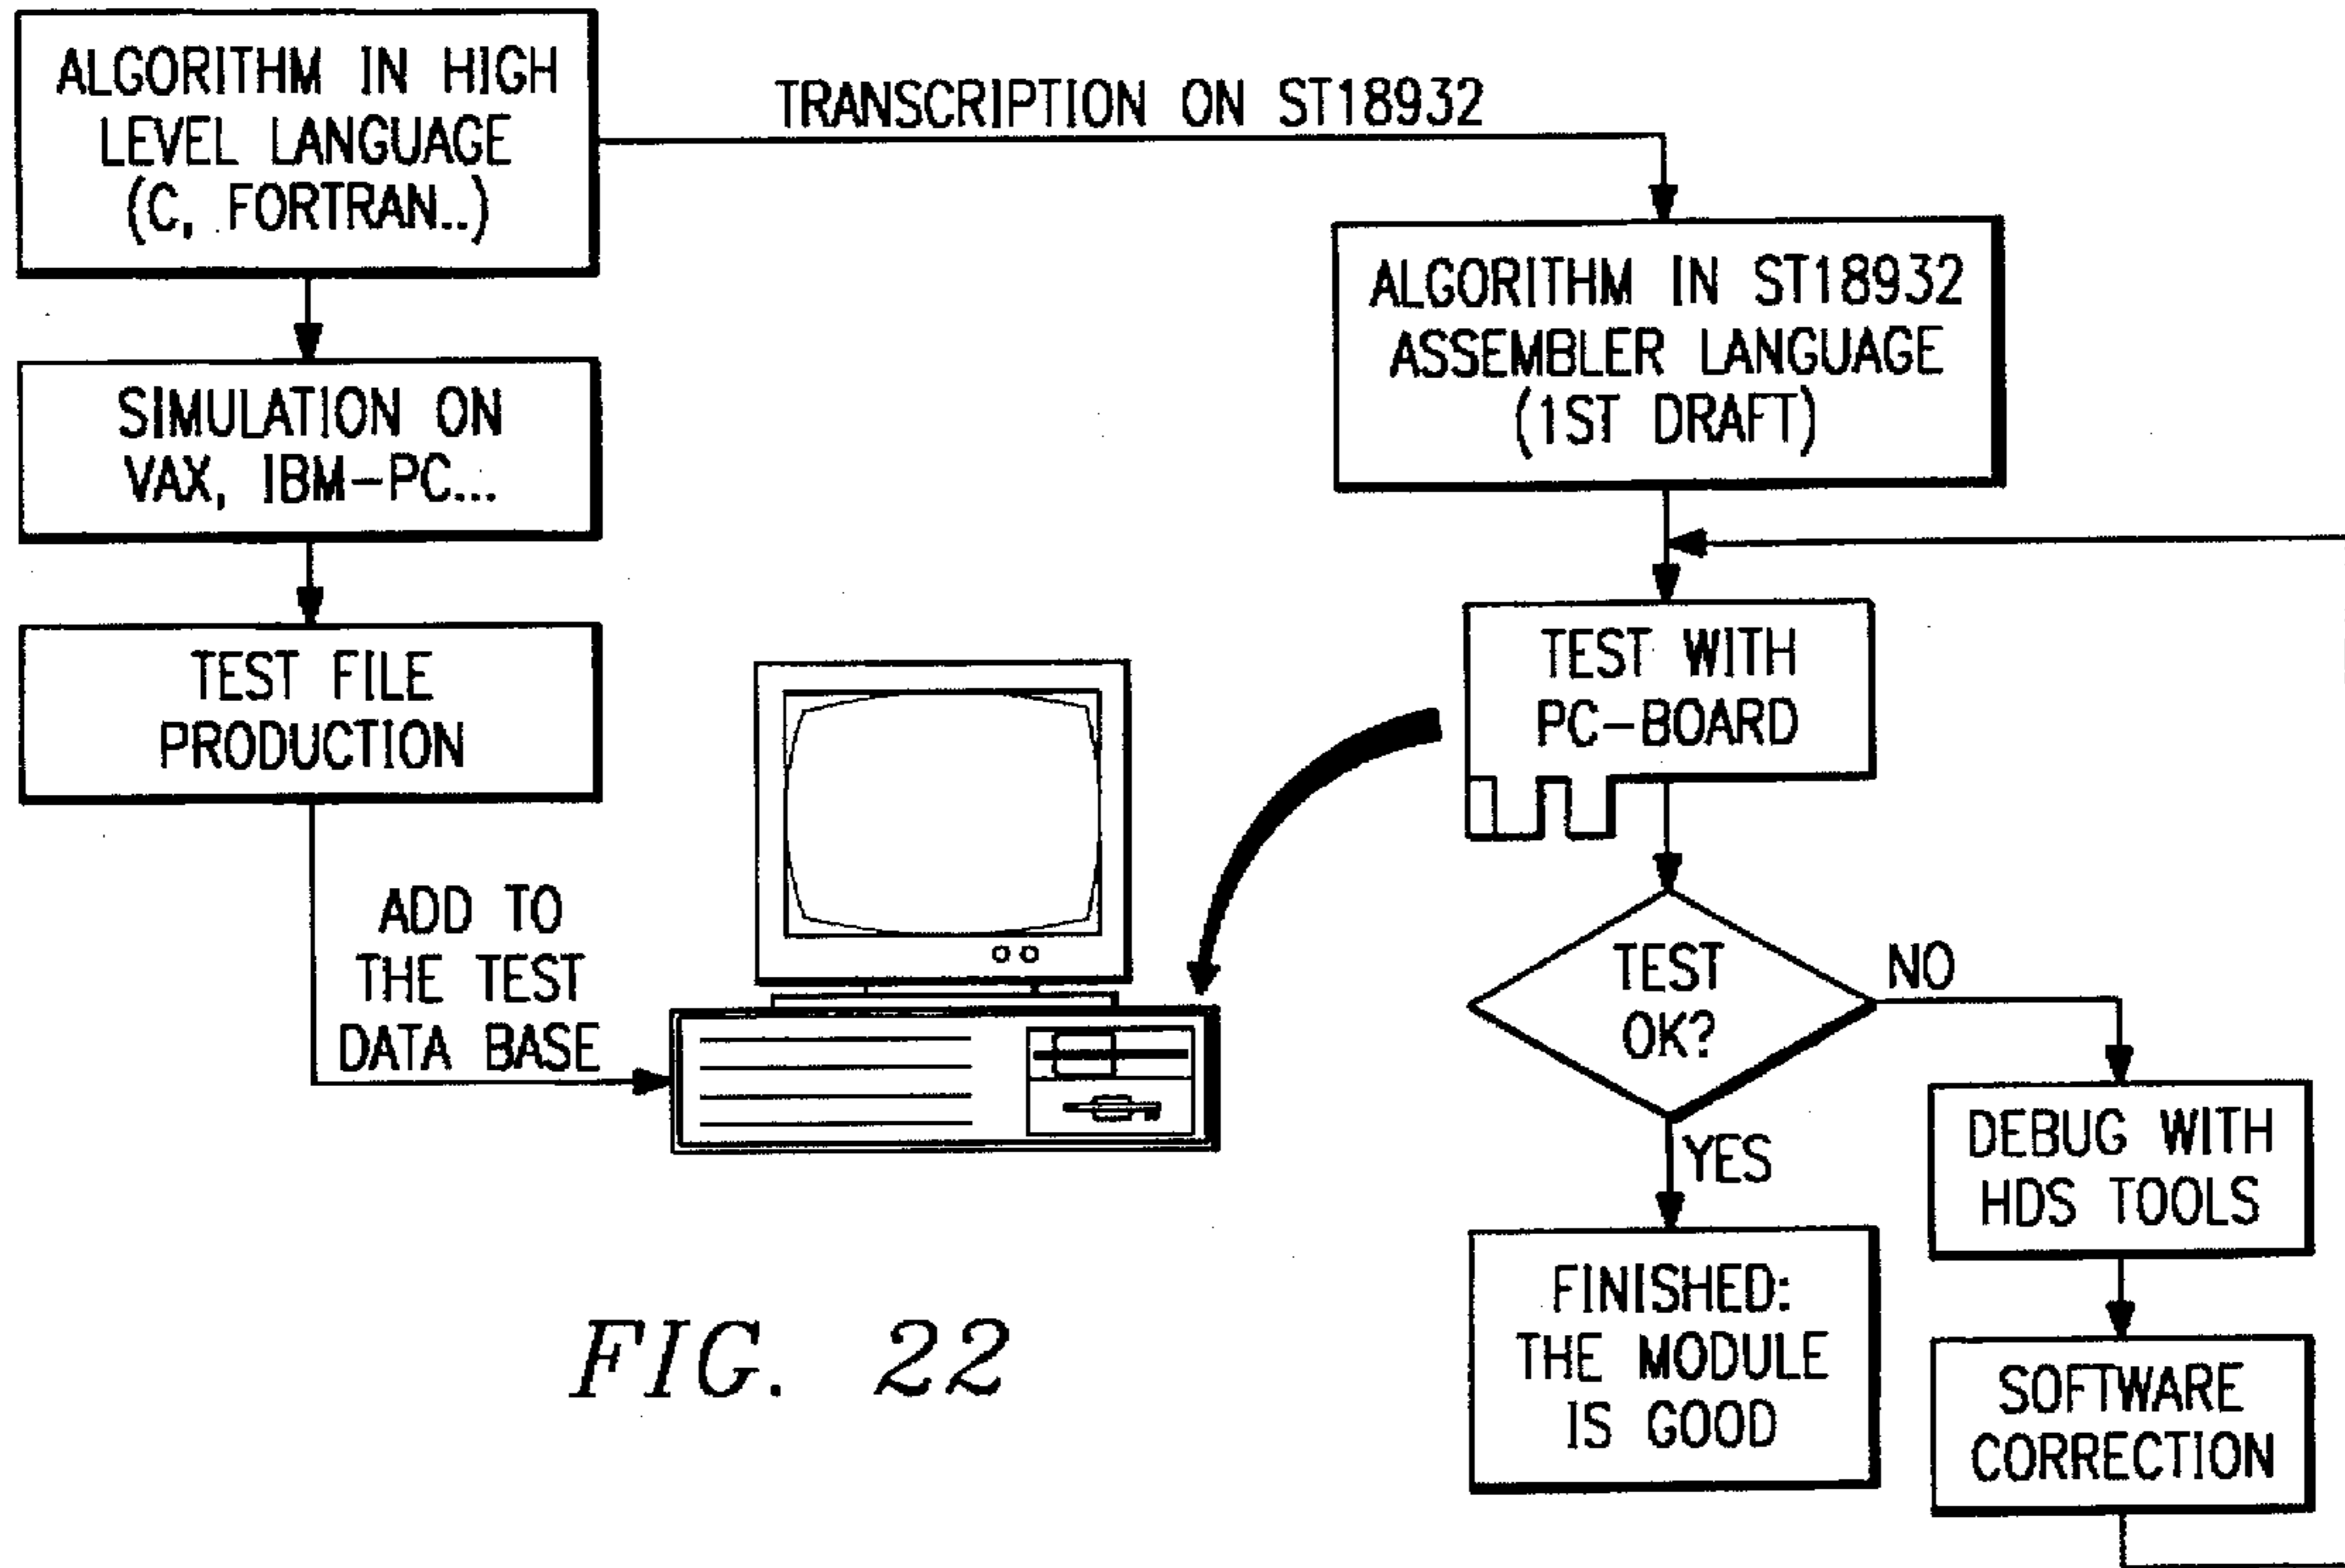 ALGORITHM IN HIGH
LEVEL LANGUAGE
(C, FORTRAN..)
TRANSCRIPTION ON ST18932
ALGORITHM IN ST18932
ASSEMBLER LANGUAGE
(1ST DRAFT)
SIMULATION ON
VAX, IBM-PC...
TEST FILE
PRODUCTION
TEST WITH
PC-BOARD
ADD TO
THE TEST
DATA BASE
TEST
OK?
NO
YES
DEBUG WITH
HDS TOOLS
FINISHED:
THE MODULE
IS GOOD
SOFTWARE
CORRECTION
FIG. 22